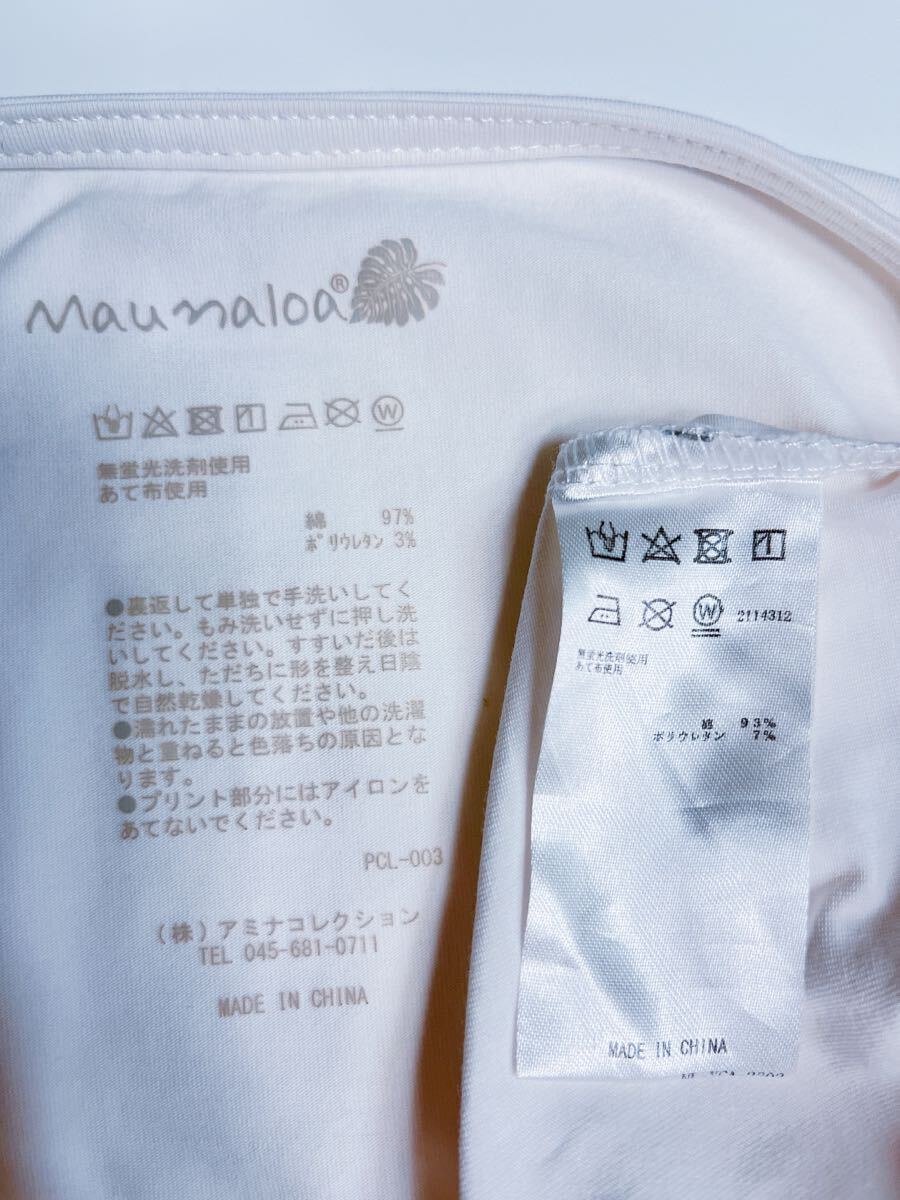 Maunaloa®
W
無蛍光洗剤使用
あて布使用
綿 97%
ポリウレタン 3%
●裏返して単独で手洗いしてく
ださい。もみ洗いせずに押し洗
いしてください。すすいだ後は
脱水し、ただちに形を整え日陰
で自然乾燥してください。
●濡れたままの放置や他の洗濯
物と重ねると色落ちの原因とな
ります。
●プリント部分にはアイロンを
あてないでください。
PCL-003
(株)アミナコレクション
TEL 045-681-0711
MADE IN CHINA
W 2114312
無蛍光洗剤使用
あて布使用
綿 93%
ポリウレタン 7%
MADE IN CHINA